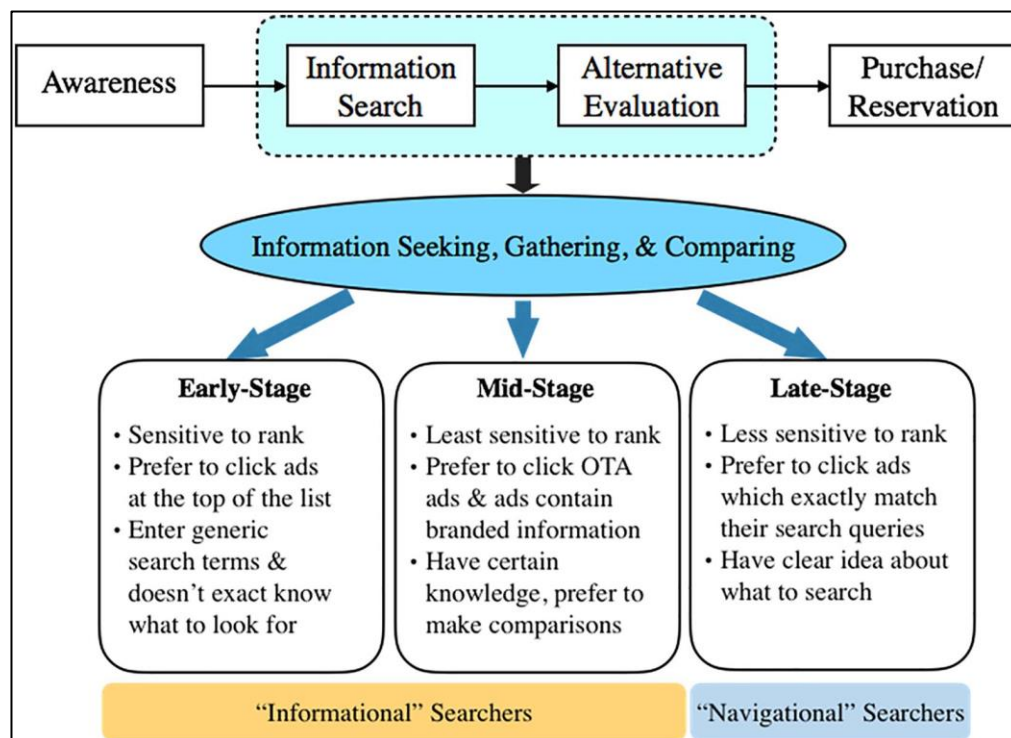 Awareness
Information
Search
Alternative
Evaluation
Purchase/
Reservation
Information Seeking, Gathering, & Comparing
Early-Stage
• Sensitive to rank
• Prefer to click ads
at the top of the list
• Enter generic
search terms &
doesn’t exact know
what to look for
Mid-Stage
• Least sensitive to rank
• Prefer to click OTA
ads & ads contain
branded information
• Have certain
knowledge, prefer to
make comparisons
Late-Stage
• Less sensitive to rank
• Prefer to click ads
which exactly match
their search queries
• Have clear idea about
what to search
“Informational” Searchers
“Navigational” Searchers